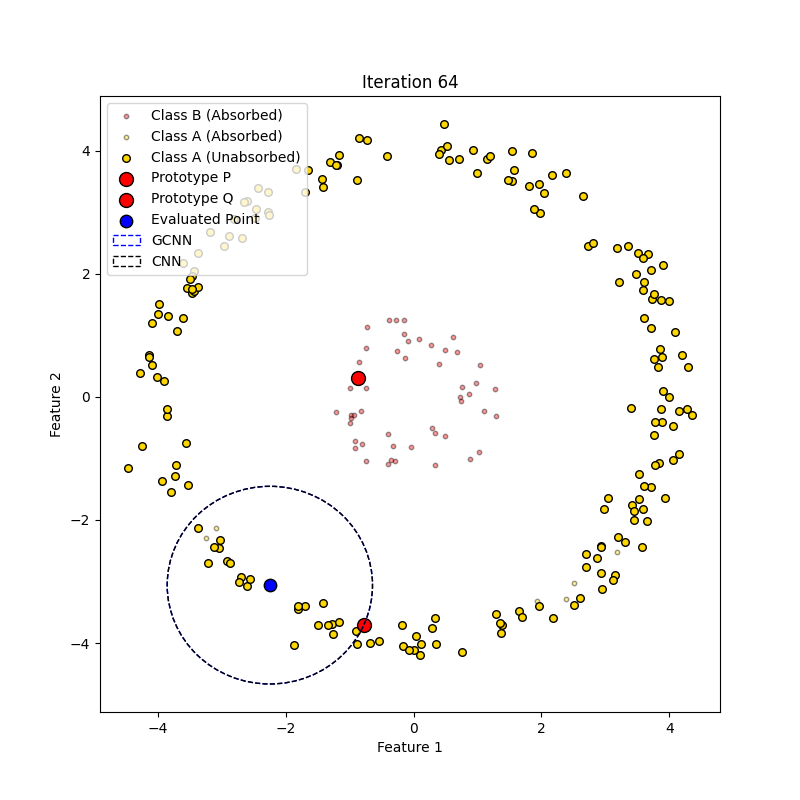 Iteration 64
Class B (Absorbed)
Class A (Absorbed)
Class A (Unabsorbed)
Prototype P
Prototype Q
Evaluated Point
GCNN
CNN
4
2
0
−2
−4
Feature 2
−4
−2
0
2
4
Feature 1